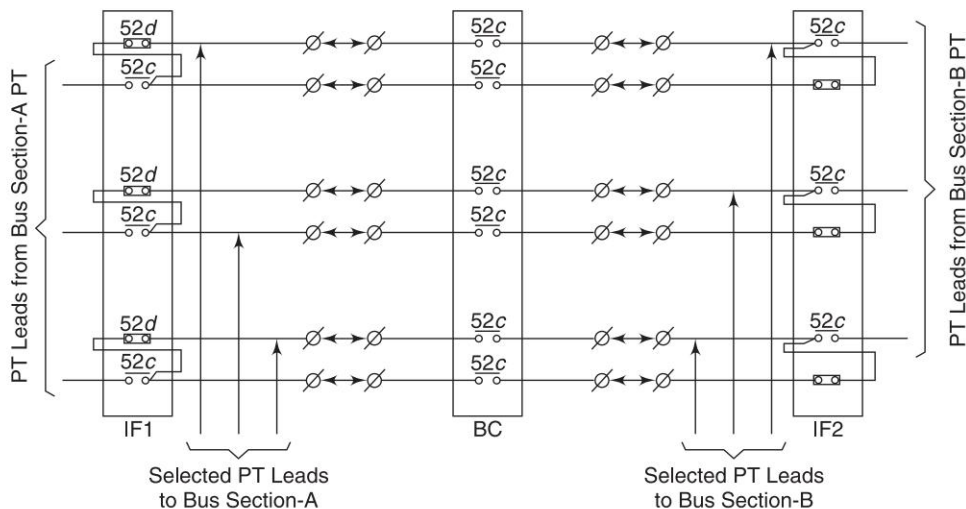 52d 52c 52c
52c 52c
52d 52c 52c
52c 52c
52d 52c 52c
52c 52c
PT Leads from Bus Section-A PT
PT Leads from Bus Section-B PT
IF1 BC IF2
Selected PT Leads
to Bus Section-A
Selected PT Leads
to Bus Section-B